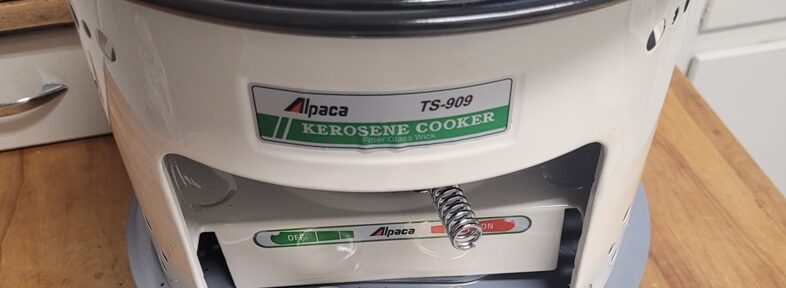 Alpaca TS-909
KEROSENE COOKER
Fiber Glass Wick
OFF Alpaca ON